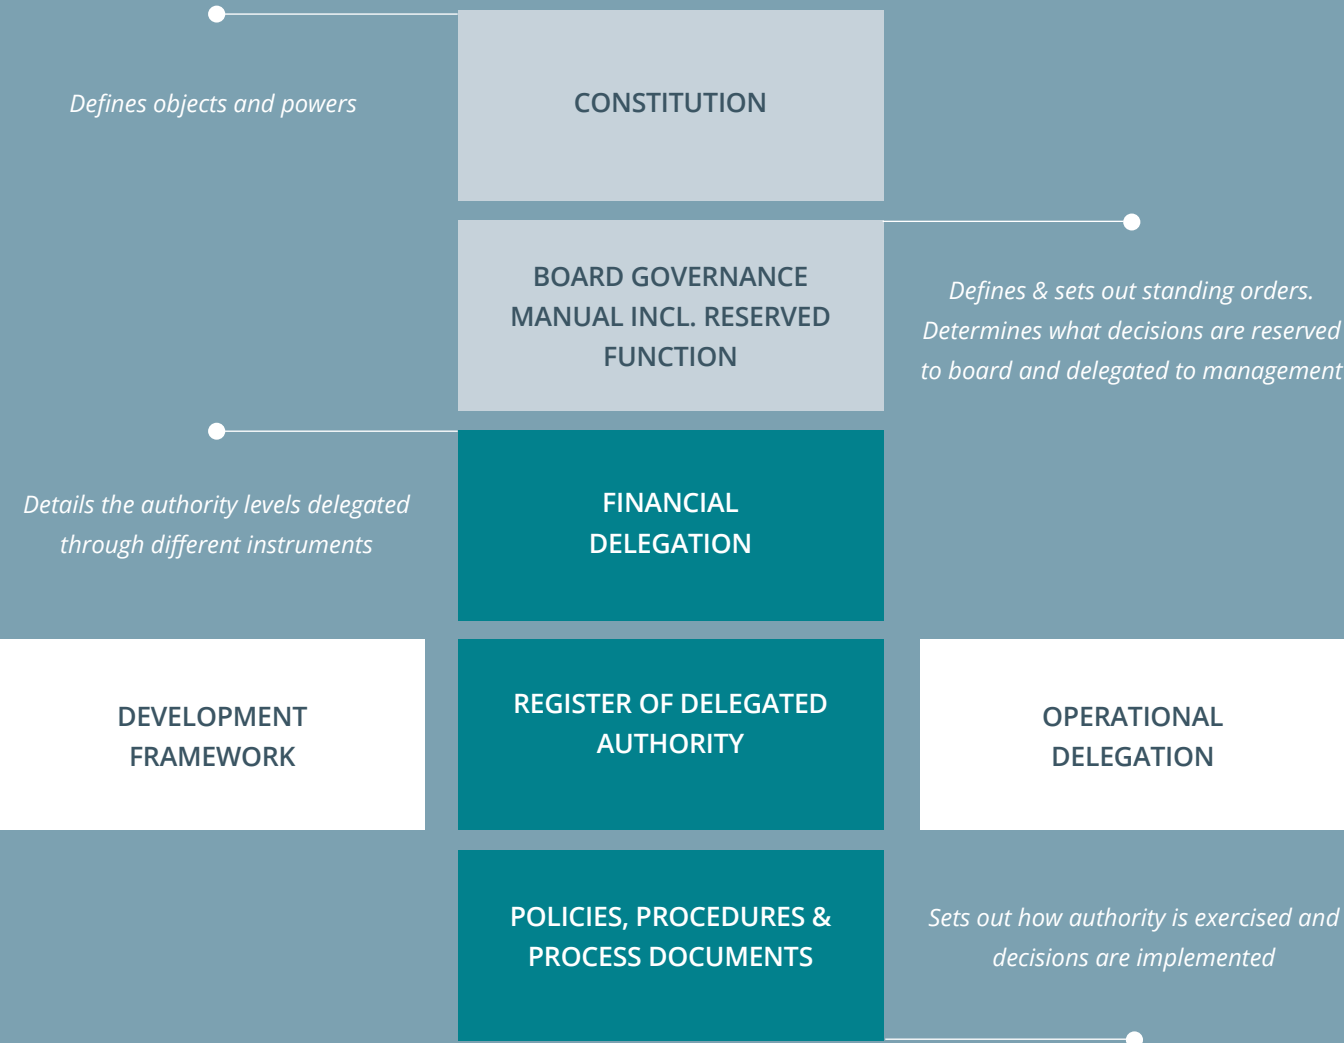 Defines objects and powers
CONSTITUTION
BOARD GOVERNANCE
MANUAL INCL. RESERVED
FUNCTION
Defines & sets out standing orders.
Determines what decisions are reserved
to board and delegated to management
Details the authority levels delegated
through different instruments
FINANCIAL
DELEGATION
DEVELOPMENT
FRAMEWORK
REGISTER OF DELEGATED
AUTHORITY
OPERATIONAL
DELEGATION
POLICIES, PROCEDURES &
PROCESS DOCUMENTS
Sets out how authority is exercised and
decisions are implemented